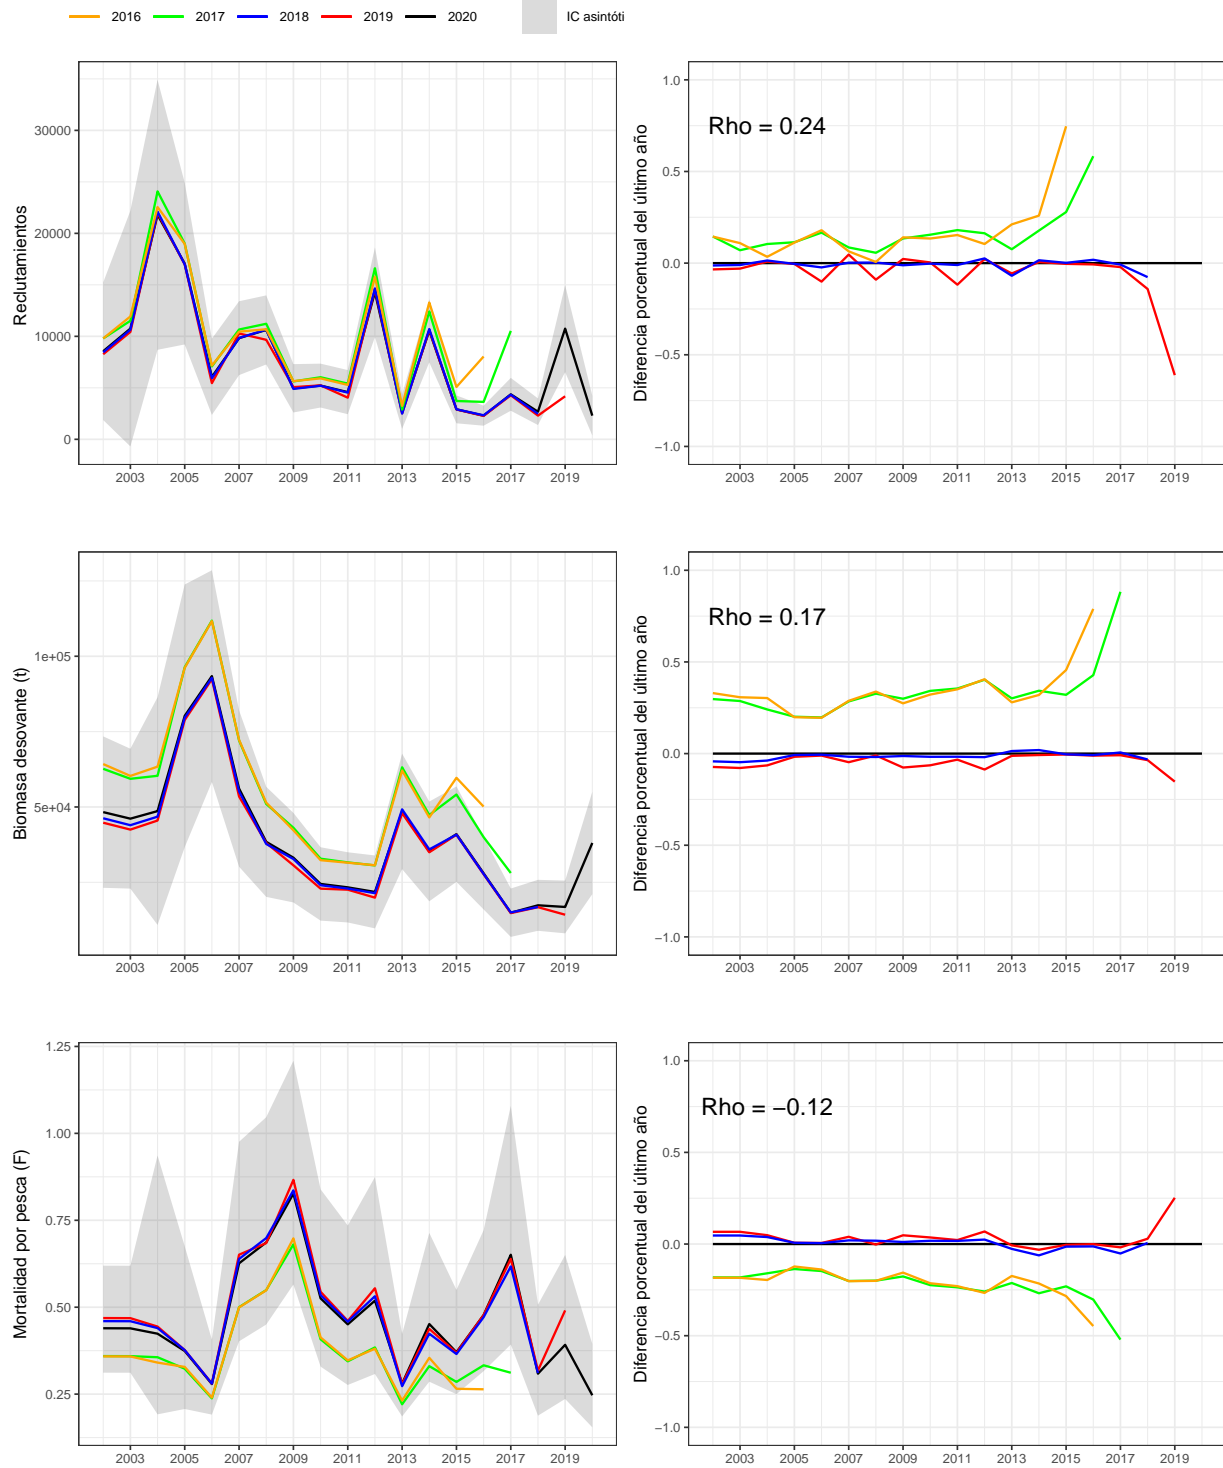 2016 2017 2018 2019 2020 IC asintóti
Reclutamientos
30000
20000
10000
0
2003 2005 2007 2009 2011 2013 2015 2017 2019
Diferencia porcentual del último año
Rho = 0.24
1.0
0.5
0.0
−0.5
−1.0
2003 2005 2007 2009 2011 2013 2015 2017 2019
Biomasa desovante (t)
1e+05
5e+04
2003 2005 2007 2009 2011 2013 2015 2017 2019
Diferencia porcentual del último año
Rho = 0.17
1.0
0.5
0.0
−0.5
−1.0
2003 2005 2007 2009 2011 2013 2015 2017 2019
Mortalidad por pesca (F)
1.25
1.00
0.75
0.50
0.25
2003 2005 2007 2009 2011 2013 2015 2017 2019
Diferencia porcentual del último año
Rho = −0.12
1.0
0.5
0.0
−0.5
−1.0
2003 2005 2007 2009 2011 2013 2015 2017 2019